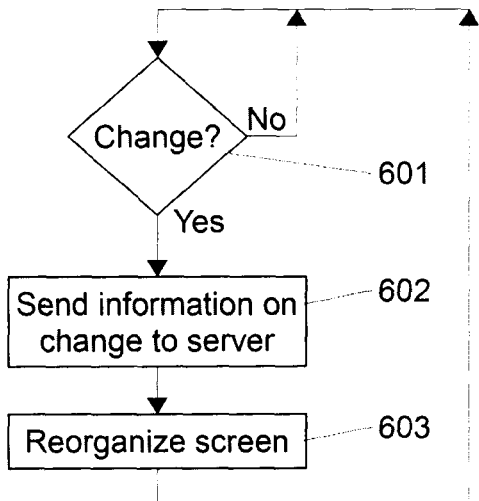 Change?
No
601
Yes
Send information on
change to server
602
Reorganize screen
603